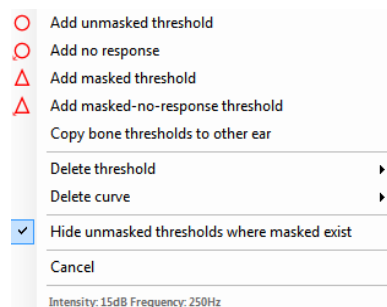 Add unmasked threshold
Add no response
Add masked threshold
Add masked-no-response threshold
Copy bone thresholds to other ear
Delete threshold
Delete curve
Hide unmasked thresholds where masked exist
Cancel
Intensity: 15dB Frequency: 250Hz